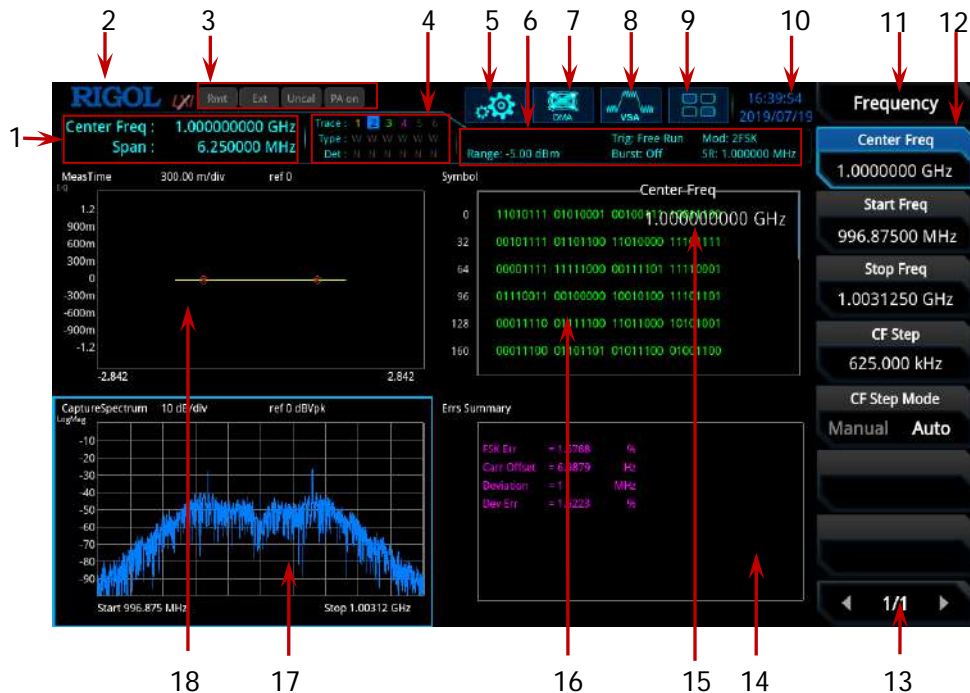 2 3 4 5 6 7 8 9 10 11 12
RIGOL LXI Rmt Ext Uncal PA on
DMA VSA
16:39:54
2019/07/19
Frequency
1
Center Freq : 1.000000000 GHz
Span : 6.250000 MHz
Trace : 1 2 3 4 5 6
Type : W W W W W W
Det : N N N N N N
Trig: Free Run Mod: 2FSK
Range: -5.00 dBm Burst: Off SR: 1.000000 MHz
Center Freq
1.0000000 GHz
Start Freq
996.87500 MHz
Stop Freq
1.0031250 GHz
CF Step
625.000 kHz
CF Step Mode
Manual Auto
1/1
MeasTime 300.00 m/div ref 0
I-Q
1.2
900m
600m
300m
0
-300m
-600m
-900m
-1.2
-2.842 2.842
Symbol
Center Freq
1.000000000 GHz
0 11010111 01010001
32 00101111 01101100 11010000
64 00001111 11111000 00111101
96 01110011 00100000 10010100 11101101
128 00011110 01111100 11011000 10101001
160 00011100 01101101 01011100 01001100
CaptureSpectrum 10 dB/div ref 0 dBVpk
LogMag
-10
-20
-30
-40
-50
-60
-70
-80
-90
Start 996.875 MHz Stop 1.00312 GHz
Errs Summary
FSK Err = %
Carr Offset = Hz
Deviation = 1 MHz
Dev Err = %
18 17 16 15 14 13